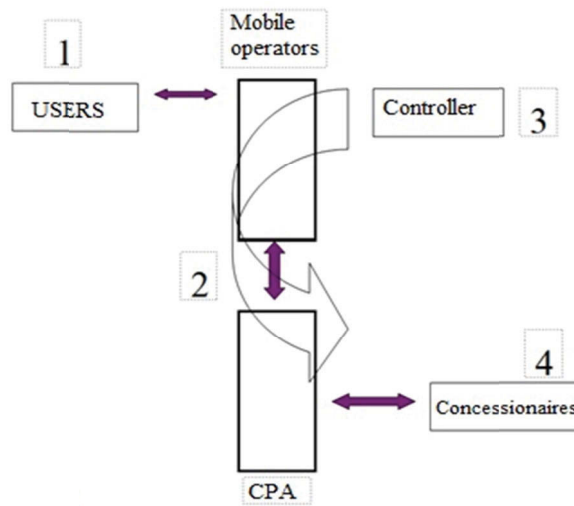 1
Mobile
operators
USERS
Controller
3
2
4
Concessionaires
CPA